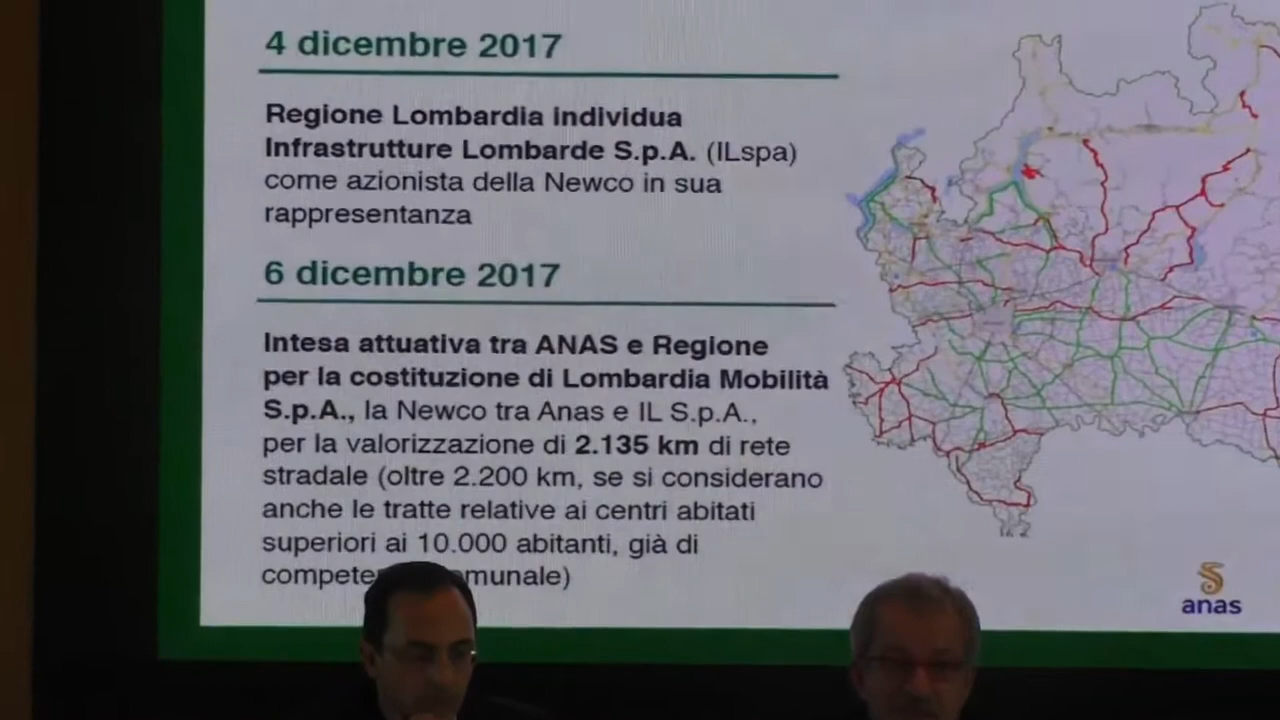 4 dicembre 2017
Regione Lombardia individua
Infrastrutture Lombarde S.p.A. (ILspa)
come azionista della Newco in sua
rappresentanza
6 dicembre 2017
Intesa attuativa tra ANAS e Regione
per la costituzione di Lombardia Mobilità
S.p.A., la Newco tra Anas e IL S.p.A.,
per la valorizzazione di 2.135 km di rete
stradale (oltre 2.200 km, se si considerano
anche le tratte relative ai centri abitati
superiori ai 10.000 abitanti, già di
anas